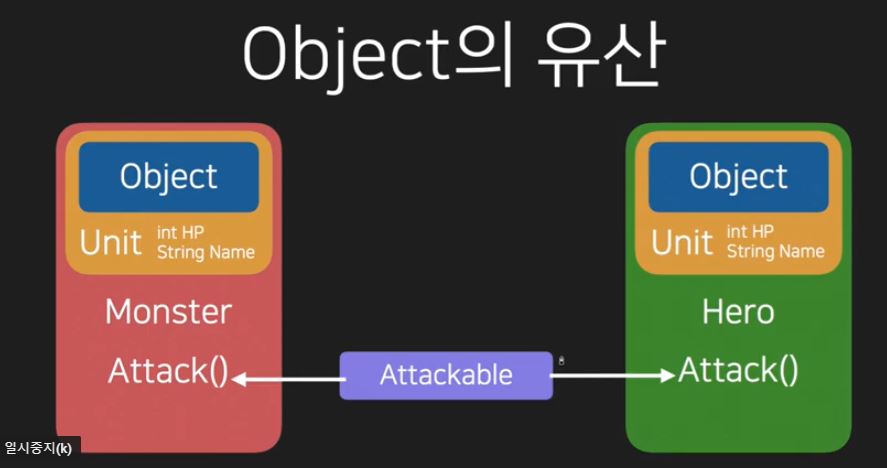 Object의 유산
Object
Unit
int HP
String Name
Monster
Attack()
Attackable
Object
Unit
int HP
String Name
Hero
Attack()
일시중지(k)